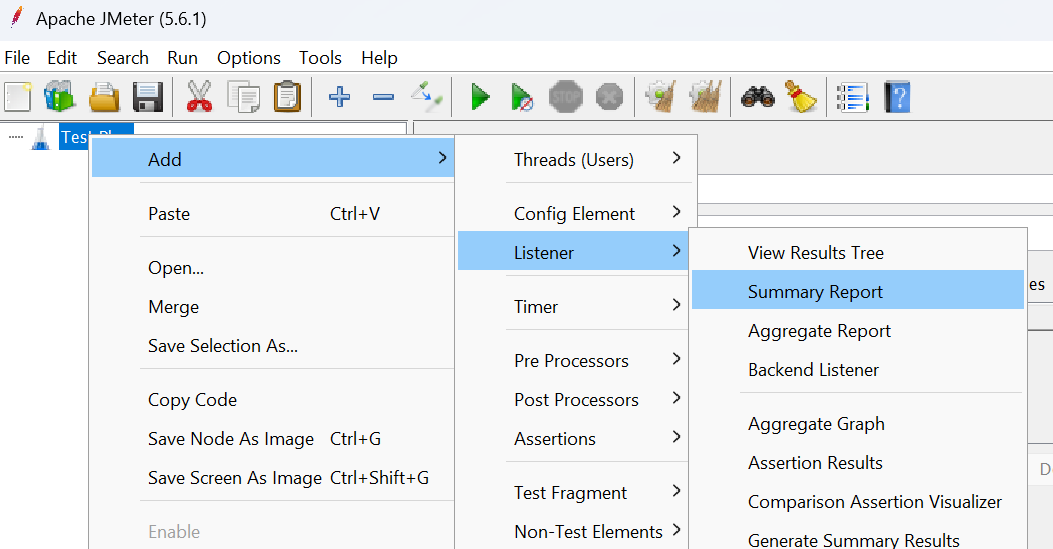 Apache JMeter (5.6.1)
File Edit Search Run Options Tools Help
STOP
Add
Paste Ctrl+V
Open...
Merge
Save Selection As...
Copy Code
Save Node As Image Ctrl+G
Save Screen As Image Ctrl+Shift+G
Enable
Threads (Users)
Config Element
Listener
Timer
Pre Processors
Post Processors
Assertions
Test Fragment
Non-Test Elements
View Results Tree
Summary Report
Aggregate Report
Backend Listener
Aggregate Graph
Assertion Results
Comparison Assertion Visualizer
Generate Summary Results